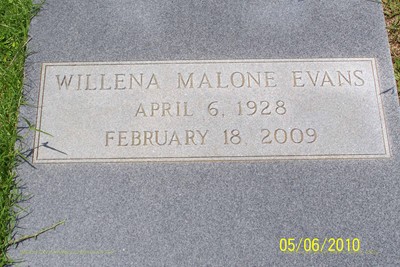 WILLENA MALONE EVANS
APRIL 6, 1928
FEBRUARY 18, 2009
05/06/2010